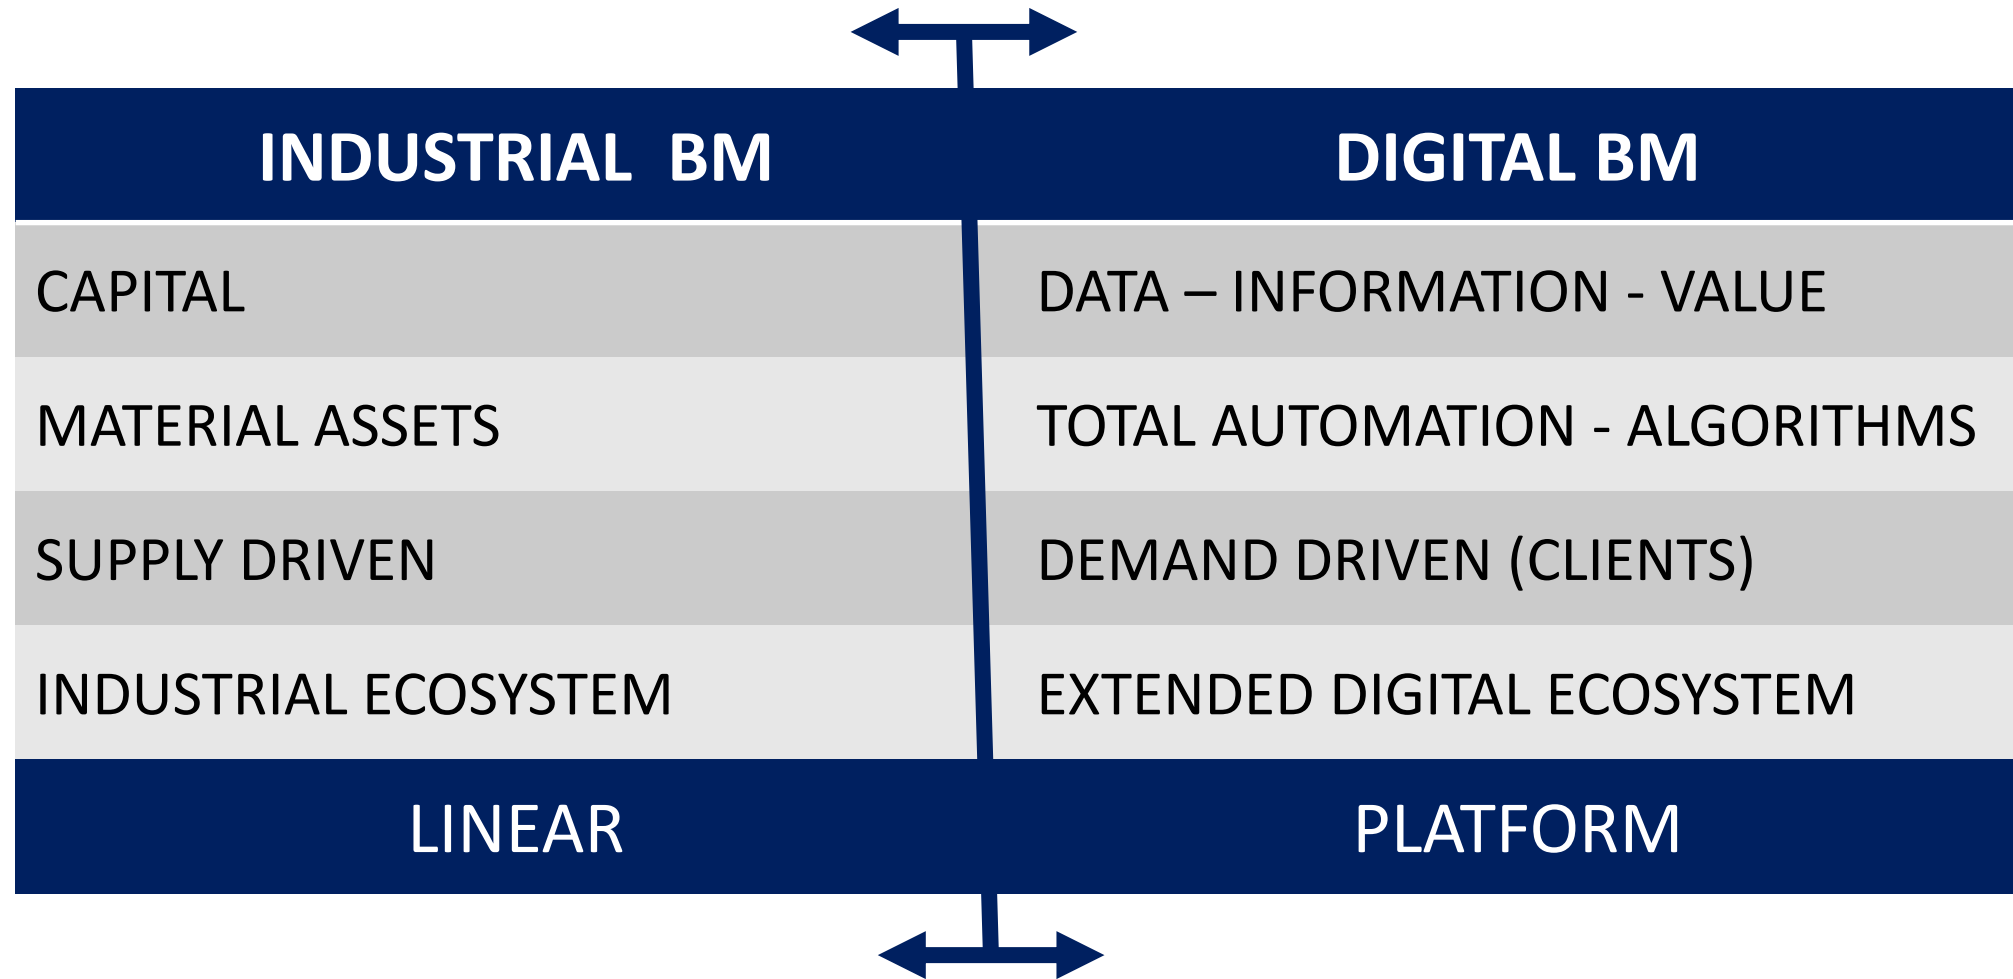 INDUSTRIAL BM
DIGITAL BM
CAPITAL
DATA – INFORMATION - VALUE
MATERIAL ASSETS
TOTAL AUTOMATION - ALGORITHMS
SUPPLY DRIVEN
DEMAND DRIVEN (CLIENTS)
INDUSTRIAL ECOSYSTEM
EXTENDED DIGITAL ECOSYSTEM
LINEAR
PLATFORM